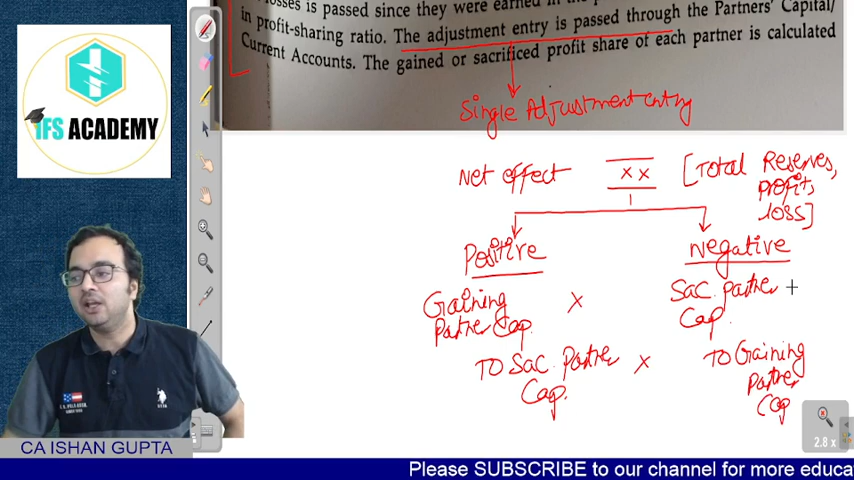 losses is passed since they were earned in the p
in profit-sharing ratio. The adjustment entry is passed through the Partners' Capital/
Current Accounts. The gained or sacrificed profit share of each partner is calculated
IFS ACADEMY
Single Adjustment entry
Net effect xx [Total Reserves,
profits,
loss]
Positive Negative
Gaining x Sac. partner
Partner Cap. Cap.
To Sac. Partner x To Gaining
Cap. Partner
Cap
2.8 x
CA ISHAN GUPTA
Please SUBSCRIBE to our channel for more educa